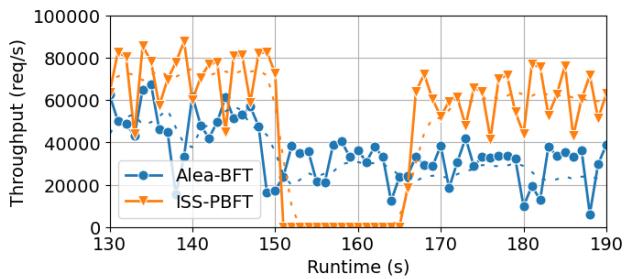 Throughput (req/s)
100000
80000
60000
40000
20000
0
Alea-BFT
ISS-PBFT
130 140 150 160 170 180 190
Runtime (s)